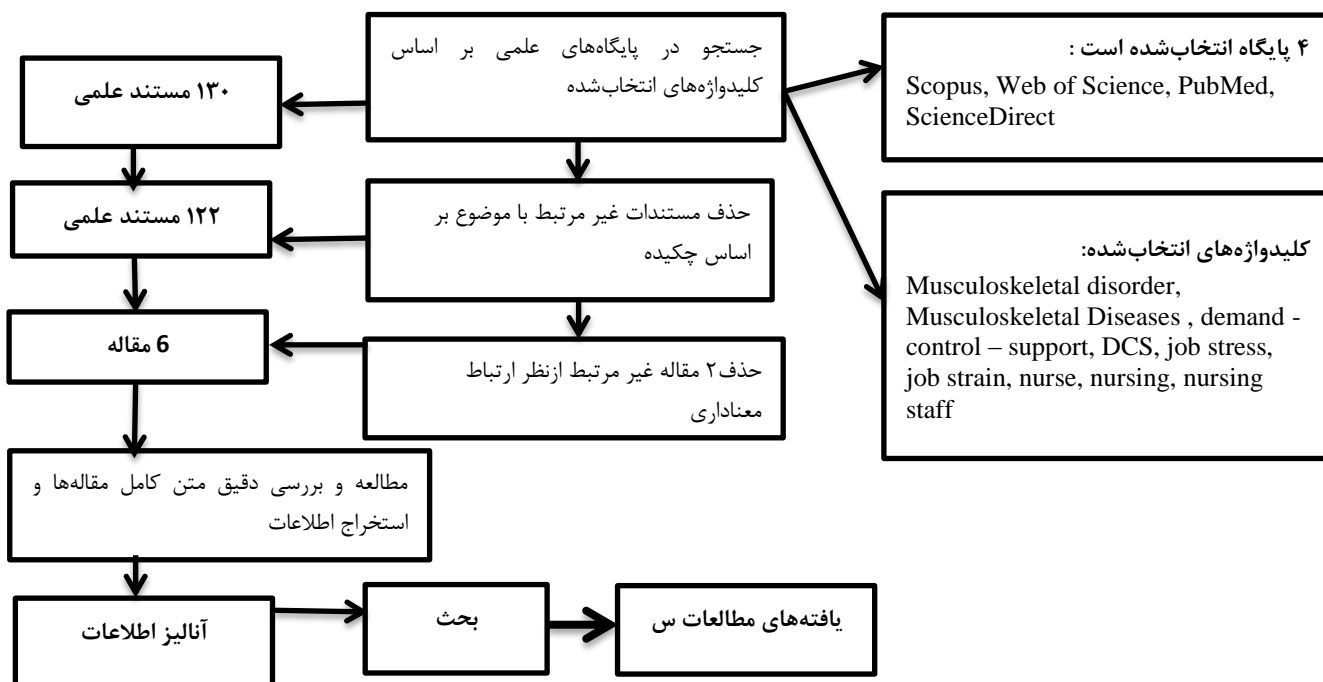 جستجو در پایگاه‌های علمی بر اساس
کلیدواژه‌های انتخاب‌شده
۴ پایگاه انتخاب‌شده است :
Scopus, Web of Science, PubMed,
ScienceDirect
کلیدواژه‌های انتخاب‌شده:
Musculoskeletal disorder,
Musculoskeletal Diseases , demand -
control – support, DCS, job stress,
job strain, nurse, nursing, nursing
staff
۱۳۰ مستند علمی
حذف مستندات غیر مرتبط با موضوع بر
اساس چکیده
۱۲۲ مستند علمی
حذف۲ مقاله غیر مرتبط ازنظر ارتباط
معناداری
6 مقاله
مطالعه و بررسی دقیق متن کامل مقاله‌ها و
استخراج اطلاعات
آنالیز اطلاعات
بحث
یافته‌های مطالعات س